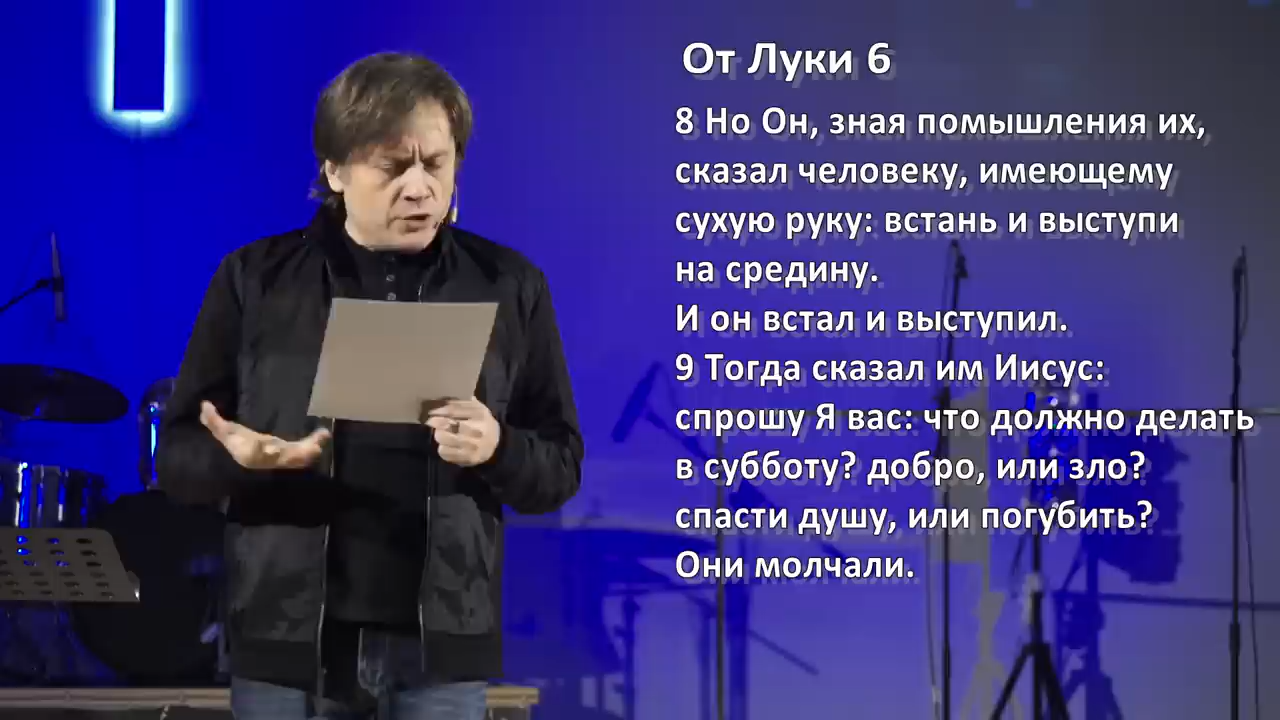 От Луки 6
8 Но Он, зная помышления их,
сказал человеку, имеющему
сухую руку: встань и выступи
на средину.
И он встал и выступил.
9 Тогда сказал им Иисус:
спрошу Я вас: что должно делать
в субботу? добро, или зло?
спасти душу, или погубить?
Они молчали.